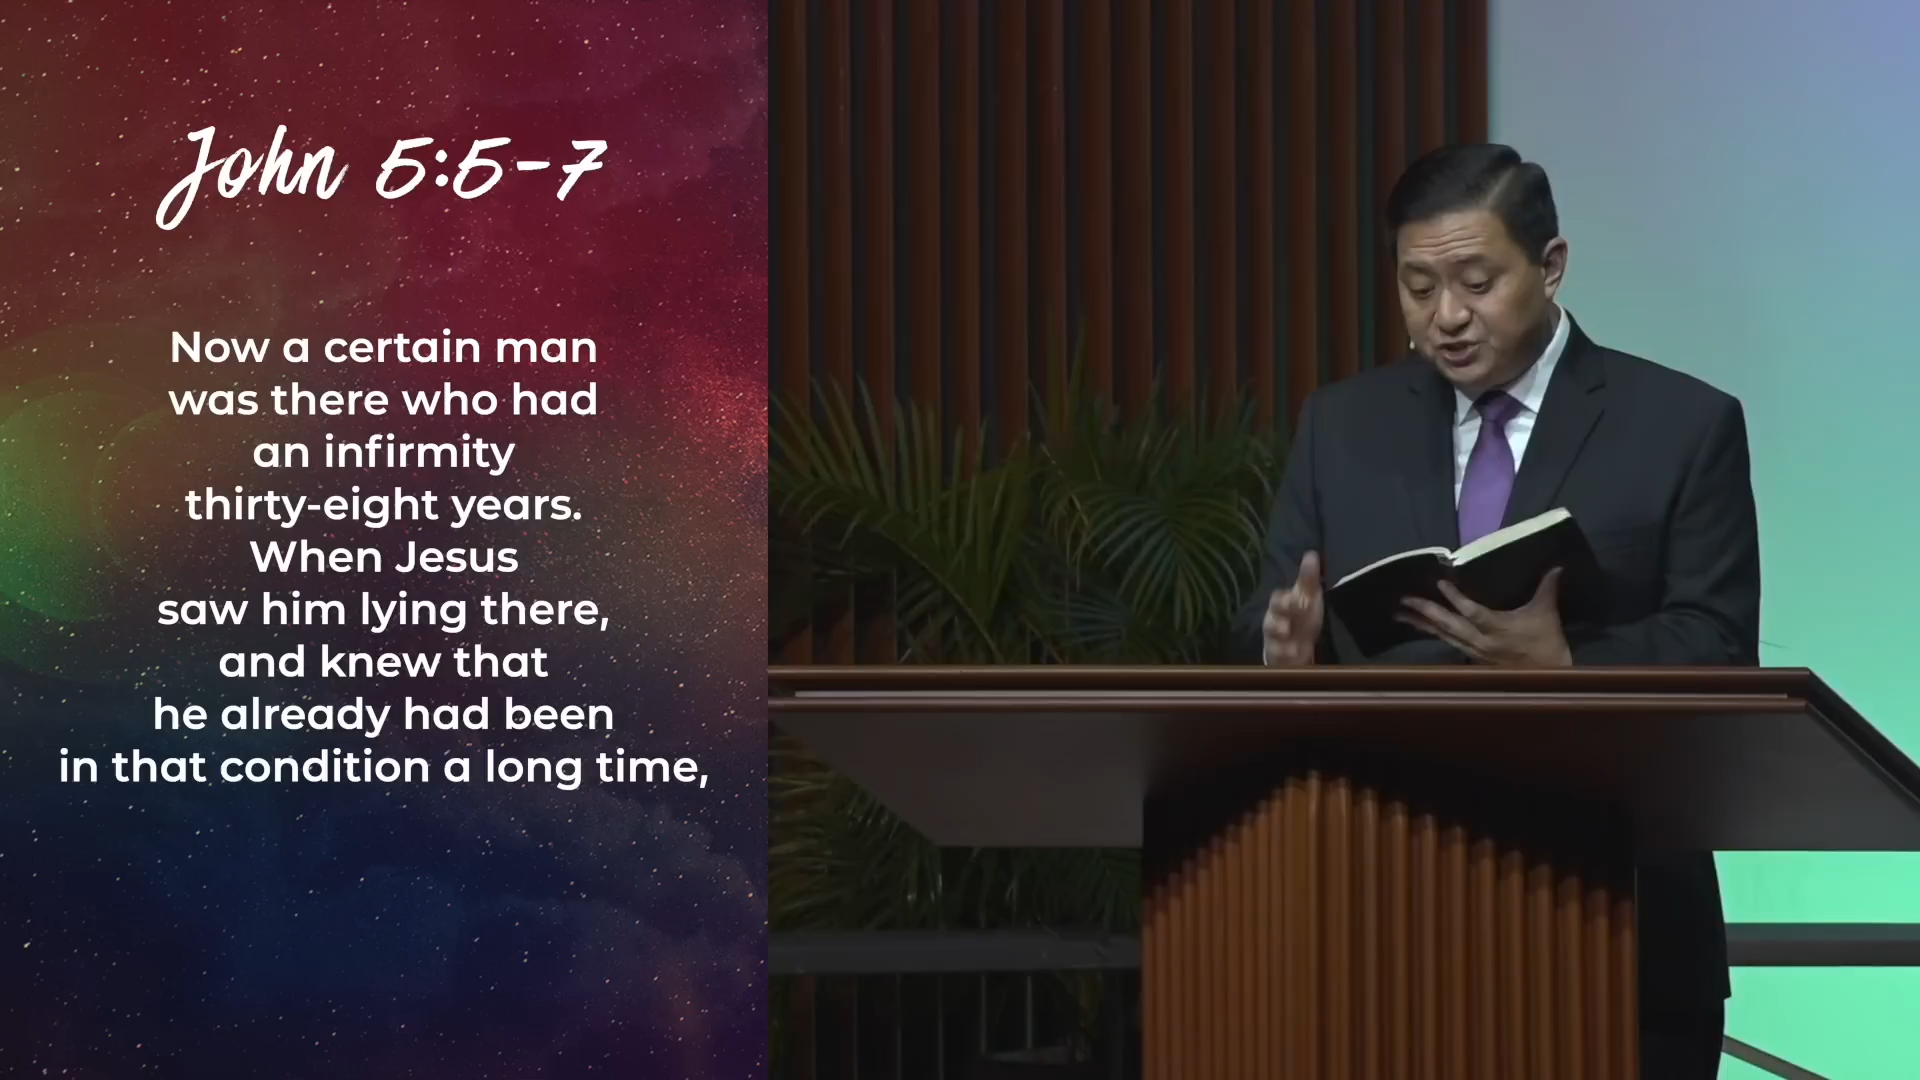 John 5:5-7
Now a certain man
was there who had
an infirmity
thirty-eight years.
When Jesus
saw him lying there,
and knew that
he already had been
in that condition a long time,